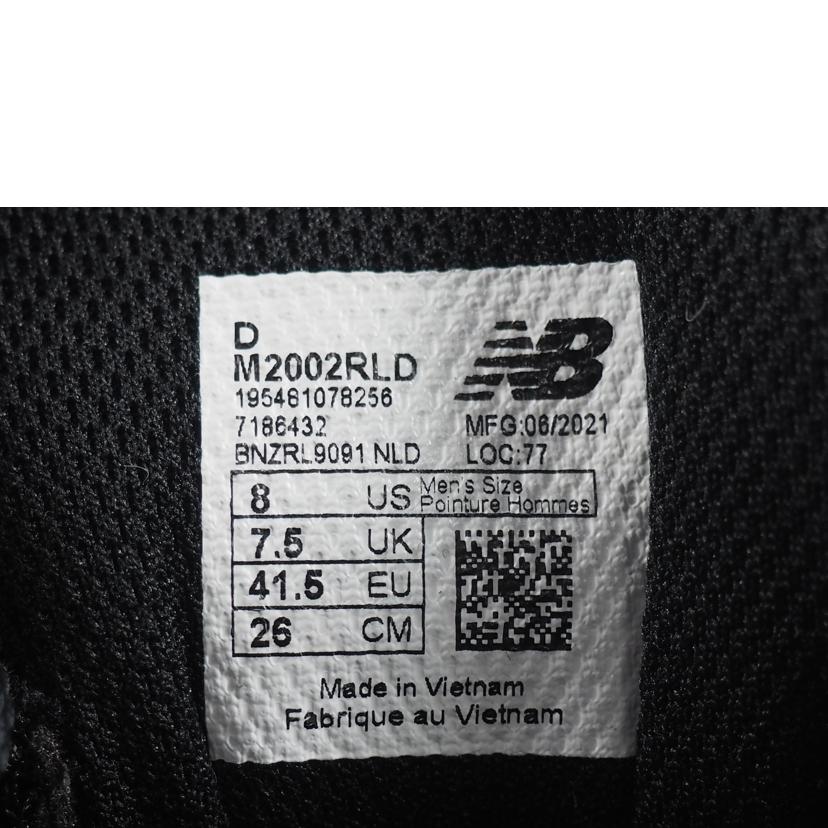 D
M2002RLD
NB
195481078256
7186432 MFG:06/2021
BNZRL9091 NLD LOC:77
8 US Men's Size
Pointure Hommes
7.5 UK
41.5 EU
26 CM
Made in Vietnam
Fabrique au Vietnam